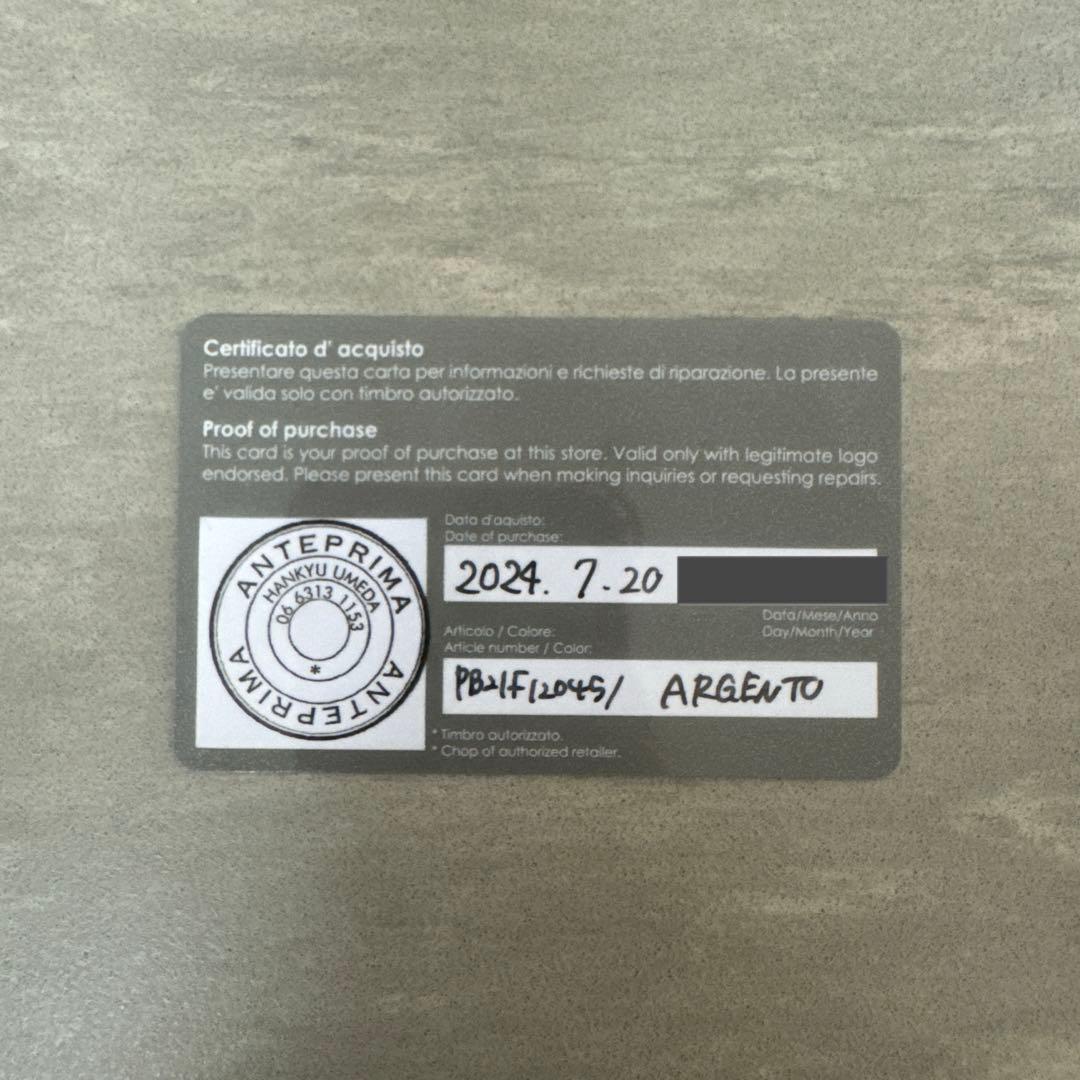 Certificato d' acquisto
Presentare questa carta per informazioni e richieste di riparazione. La presente
e' valida solo con timbro autorizzato.
Proof of purchase
This card is your proof of purchase at this store. Valid only with legitimate logo
endorsed. Please present this card when making inquiries or requesting repairs.
ANTEPRIMA
HANKYU UMEDA
06 6313 1153
*
ANTEPRIMA
Data d'aquisto:
Date of purchase:
2024. 7.20
Data/Mese/Anno
Day/Month/Year
Articolo / Colore:
Article number / Color:
PB21F12045/ ARGENTO
* Timbro autorizzato.
* Chop of authorized retailer.